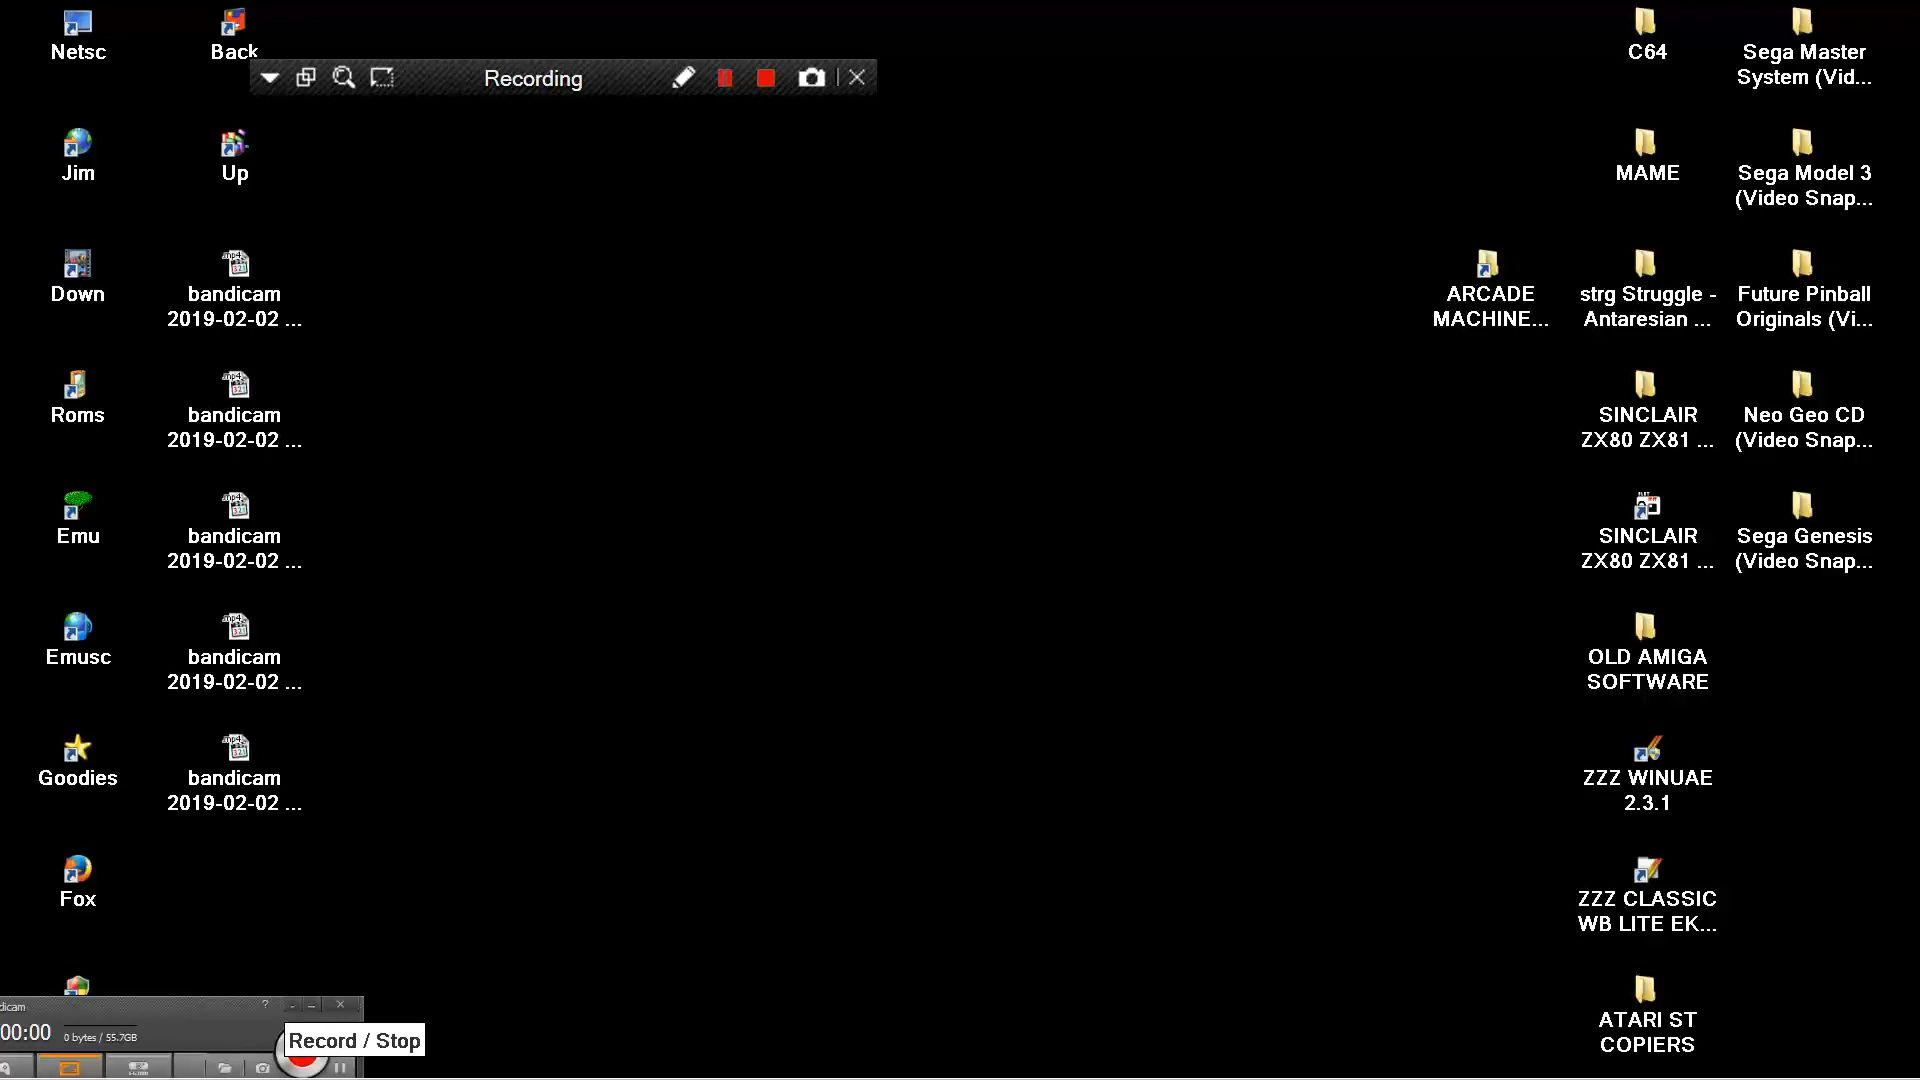 Netsc
Back
Recording
C64
Sega Master
System (Vid...
Jim
Up
MAME
Sega Model 3
(Video Snap...
Down
bandicam
2019-02-02 ...
ARCADE
MACHINE...
strg Struggle -
Antaresian ...
Future Pinball
Originals (Vi...
Roms
bandicam
2019-02-02 ...
SINCLAIR
ZX80 ZX81 ...
Neo Geo CD
(Video Snap...
Emu
bandicam
2019-02-02 ...
SINCLAIR
ZX80 ZX81 ...
Sega Genesis
(Video Snap...
Emusc
bandicam
2019-02-02 ...
OLD AMIGA
SOFTWARE
Goodies
bandicam
2019-02-02 ...
ZZZ WINUAE
2.3.1
Fox
ZZZ CLASSIC
WB LITE EK...
ATARI ST
COPIERS
dicam
00:00
0 bytes / 55.7GB
Record / Stop